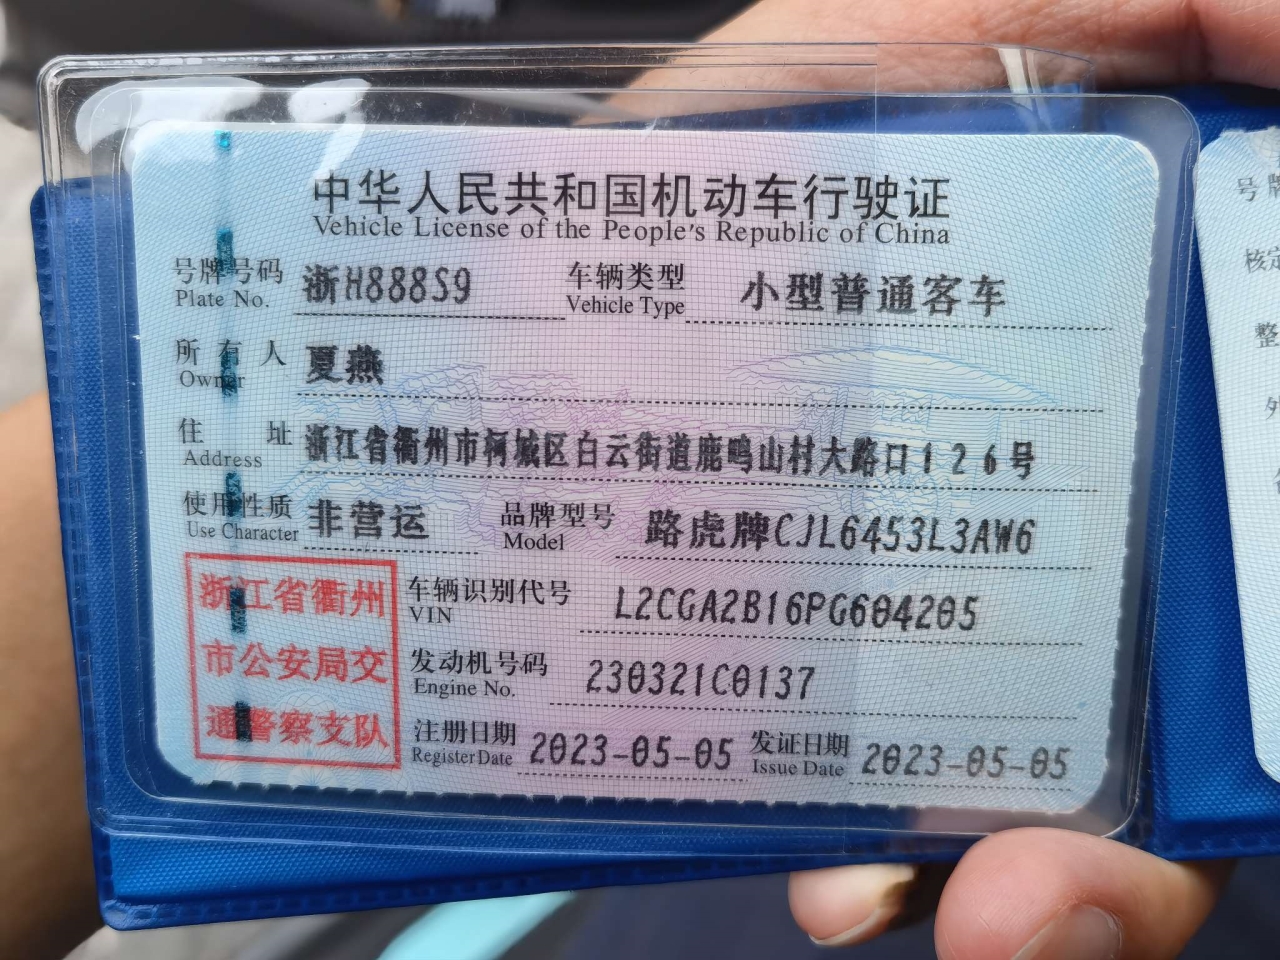 中华人民共和国机动车行驶证
Vehicle License of the People's Republic of China
号牌号码 浙H888S9 车辆类型 小型普通客车
Plate No. Vehicle Type
所有人 夏燕
Owner
住址 浙江省衢州市柯城区白云街道鹿鸣山村大路口126号
Address
使用性质 非营运 品牌型号 路虎牌CJL6453L3AW6
Use Character Model
浙江省衢州
市公安局交
通警察支队
车辆识别代号 L2CGA2B16PG604205
VIN
发动机号码 230321C0137
Engine No.
注册日期 2023-05-05 发证日期 2023-05-05
Register Date Issue Date
号牌
核定
整